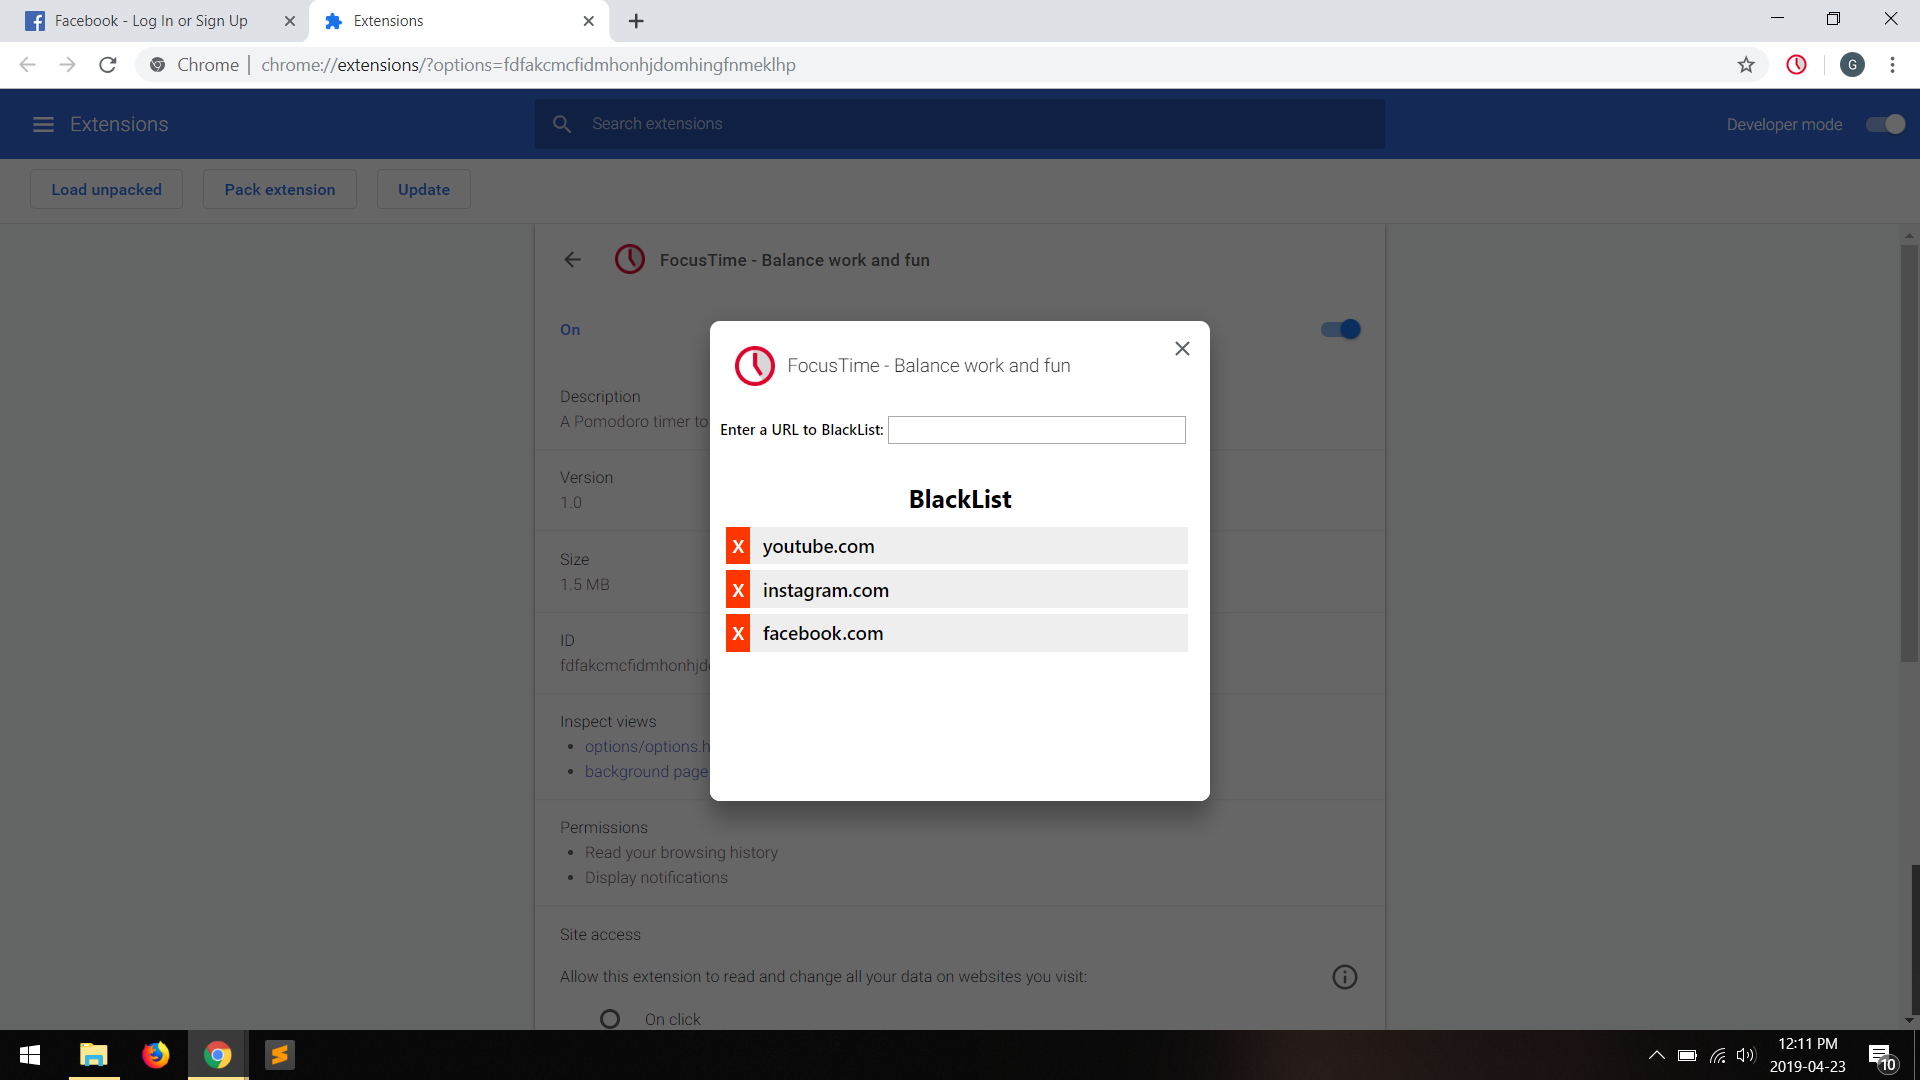 Facebook - Log In or Sign Up
Extensions
Chrome
chrome://extensions/?options=fdfakcmcfidmhonhjdomhingfnmeklhp
G
Extensions
Search extensions
Developer mode
Load unpacked
Pack extension
Update
FocusTime - Balance work and fun
On
Description
A Pomodoro timer to
Version
1.0
Size
1.5 MB
ID
fdfakcmcfidmhonhjd
Inspect views
options/options.h
background page
Permissions
Read your browsing history
Display notifications
Site access
Allow this extension to read and change all your data on websites you visit:
On click
FocusTime - Balance work and fun
Enter a URL to BlackList:
BlackList
X youtube.com
X instagram.com
X facebook.com
12:11 PM
2019-04-23
10